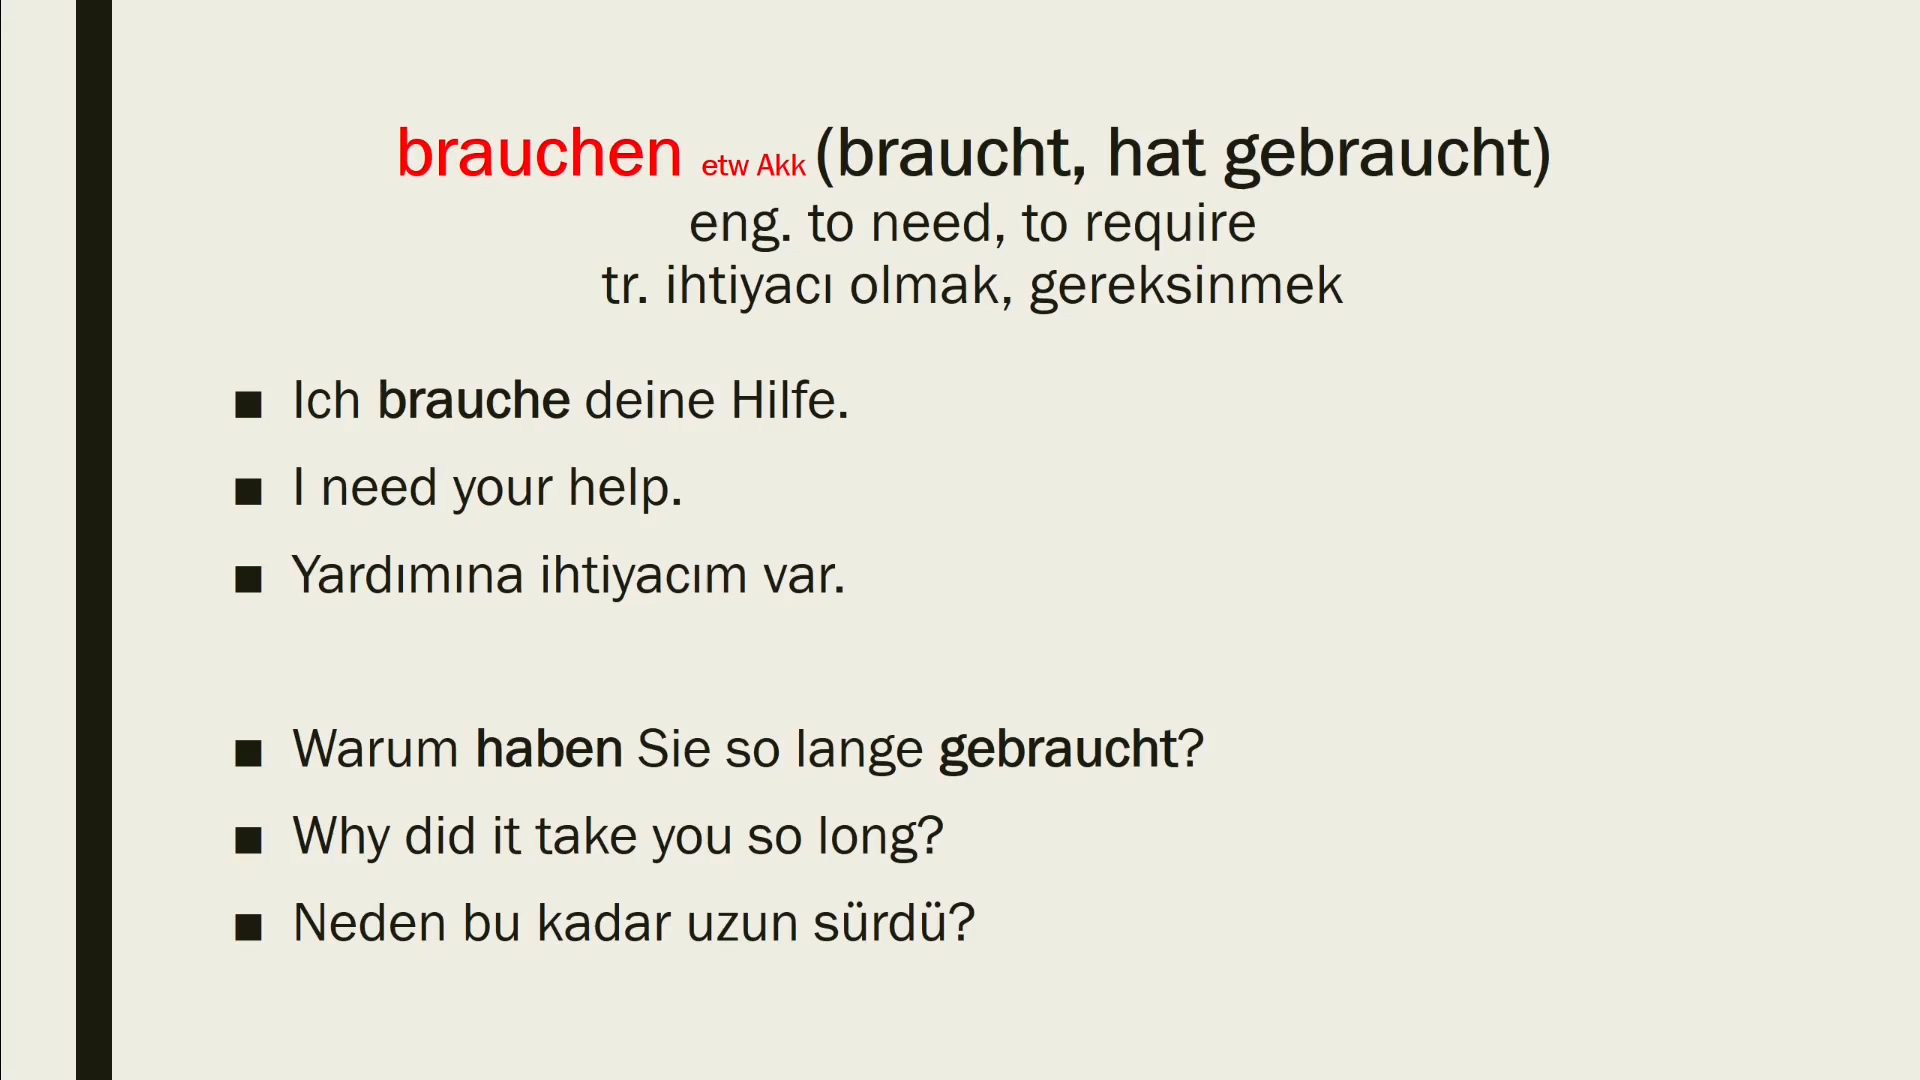 brauchen etw Akk (braucht, hat gebraucht)
eng. to need, to require
tr. ihtiyacı olmak, gereksinmek
■ Ich brauche deine Hilfe.
■ I need your help.
■ Yardımına ihtiyacım var.
■ Warum haben Sie so lange gebraucht?
■ Why did it take you so long?
■ Neden bu kadar uzun sürdü?